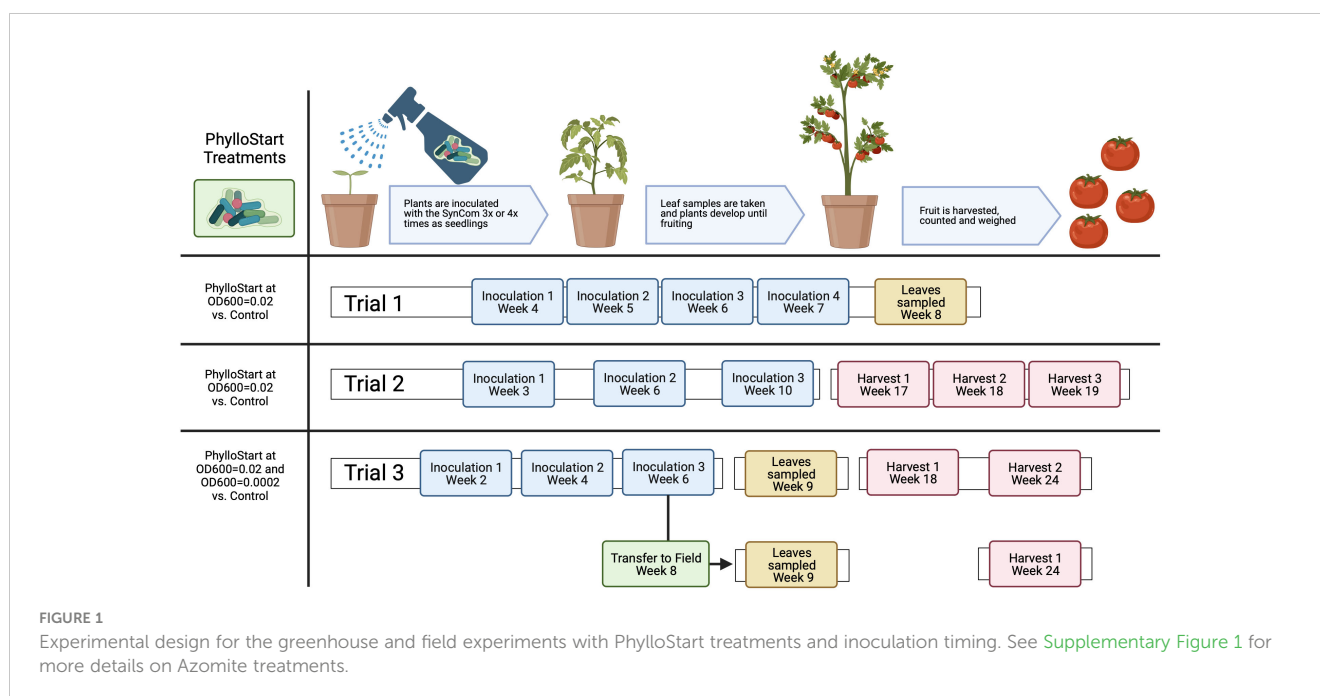 PhylloStart
Treatments
Plants are inoculated
with the SynCom 3x or 4x
times as seedlings
Leaf samples are taken
and plants develop until
fruiting
Fruit is harvested,
counted and weighed
PhylloStart at
OD600=0.02
vs. Control
Trial 1
Inoculation 1
Week 4
Inoculation 2
Week 5
Inoculation 3
Week 6
Inoculation 4
Week 7
Leaves
sampled
Week 8
PhylloStart at
OD600=0.02
vs. Control
Trial 2
Inoculation 1
Week 3
Inoculation 2
Week 6
Inoculation 3
Week 10
Harvest 1
Week 17
Harvest 2
Week 18
Harvest 3
Week 19
PhylloStart at
OD600=0.02 and
OD600=0.0002
vs. Control
Trial 3
Inoculation 1
Week 2
Inoculation 2
Week 4
Inoculation 3
Week 6
Leaves
sampled
Week 9
Harvest 1
Week 18
Harvest 2
Week 24
Transfer to Field
Week 8
Leaves
sampled
Week 9
Harvest 1
Week 24
FIGURE 1
Experimental design for the greenhouse and field experiments with PhylloStart treatments and inoculation timing. See Supplementary Figure 1 for
more details on Azomite treatments.